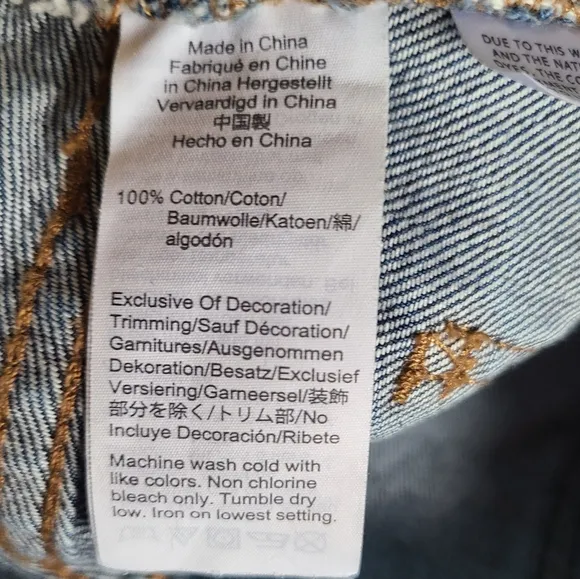 Made in China
Fabriqué en Chine
in China Hergestellt
Vervaardigd in China
中国製
Hecho en China
100% Cotton/Coton/
Baumwolle/Katoen/綿/
algodón
Exclusive Of Decoration/
Trimming/Sauf Décoration/
Garnitures/Ausgenommen
Dekoration/Besatz/Exclusief
Versiering/Garneersel/装飾
部分を除く/トリム部/No
Incluye Decoración/Ribete
Machine wash cold with
like colors. Non chlorine
bleach only. Tumble dry
low. Iron on lowest setting.
DUE TO THIS
AND THE
DYES, THE